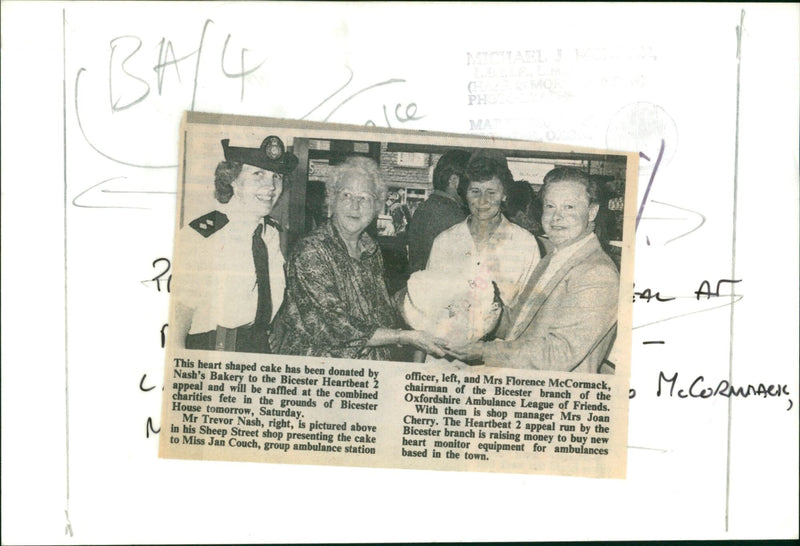 BA/4
MICHAEL J.
This heart shaped cake has been donated by
Nash's Bakery to the Bicester Heartbeat 2
appeal and will be raffled at the combined
charities fete in the grounds of Bicester
House tomorrow, Saturday.
Mr Trevor Nash, right, is pictured above
in his Sheep Street shop presenting the cake
to Miss Jan Couch, group ambulance station
officer, left, and Mrs Florence McCormack,
chairman of the Bicester branch of the
Oxfordshire Ambulance League of Friends.
With them is shop manager Mrs Joan
Cherry. The Heartbeat 2 appeal run by the
Bicester branch is raising money to buy new
heart monitor equipment for ambulances
based in the town.
AT
McCORMACK,